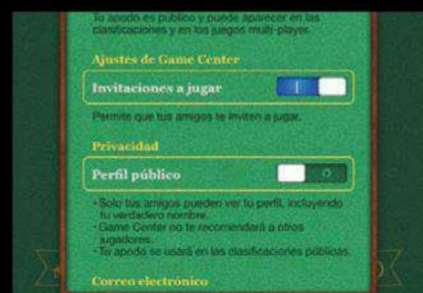 Tu apodo es público y puede aparecer en las
clasificaciones y en los juegos multi-player.
Ajustes de Game Center
Invitaciones a jugar
Permite que tus amigos te inviten a jugar.
Privacidad
Perfil público
• Solo tus amigos pueden ver tu perfil, incluyendo
tu verdadero nombre.
• Game Center no te recomendará a otros
jugadores.
• Tu apodo se usará en las clasificaciones públicas.
Correo electrónico